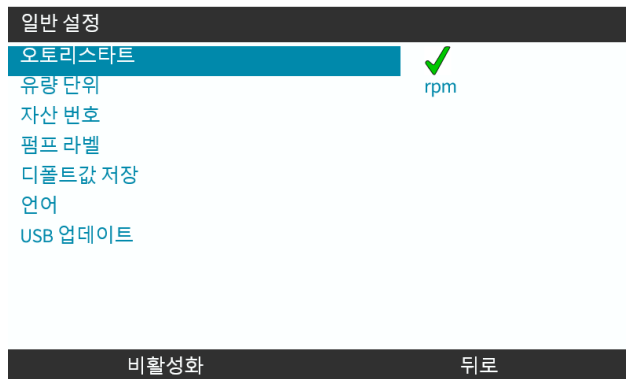 일반 설정
오토리스타트
유량 단위 rpm
자산 번호
펌프 라벨
디폴트값 저장
언어
USB 업데이트
비활성화 뒤로